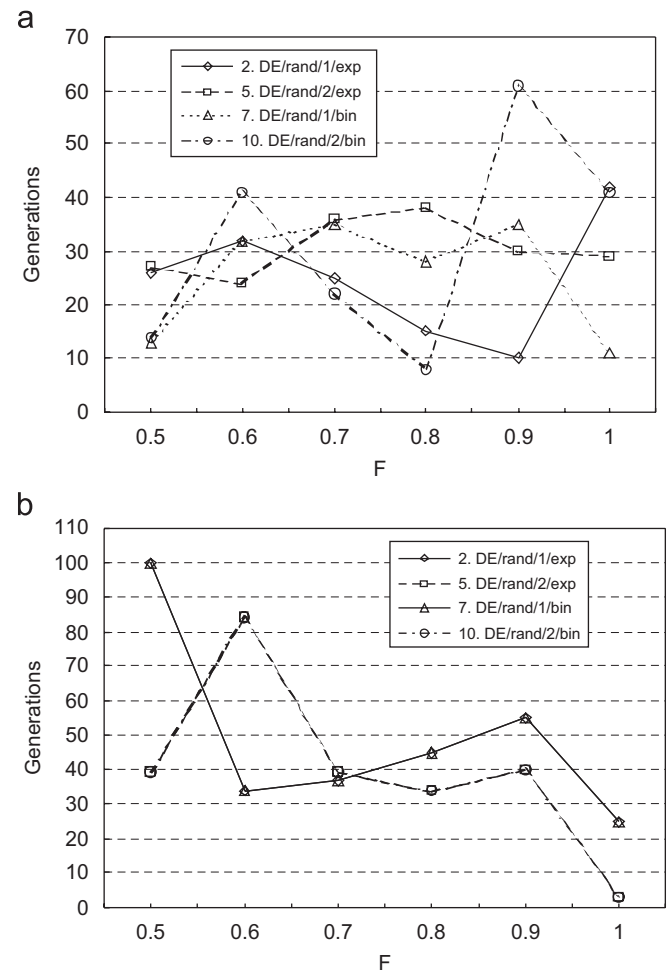 a
70
60
50
40
30
20
10
0
Generations
2. DE/rand/1/exp
5. DE/rand/2/exp
7. DE/rand/1/bin
10. DE/rand/2/bin
0.5 0.6 0.7 0.8 0.9 1
F
b
110
100
90
80
70
60
50
40
30
20
10
0
Generations
2. DE/rand/1/exp
5. DE/rand/2/exp
7. DE/rand/1/bin
10. DE/rand/2/bin
0.5 0.6 0.7 0.8 0.9 1
F